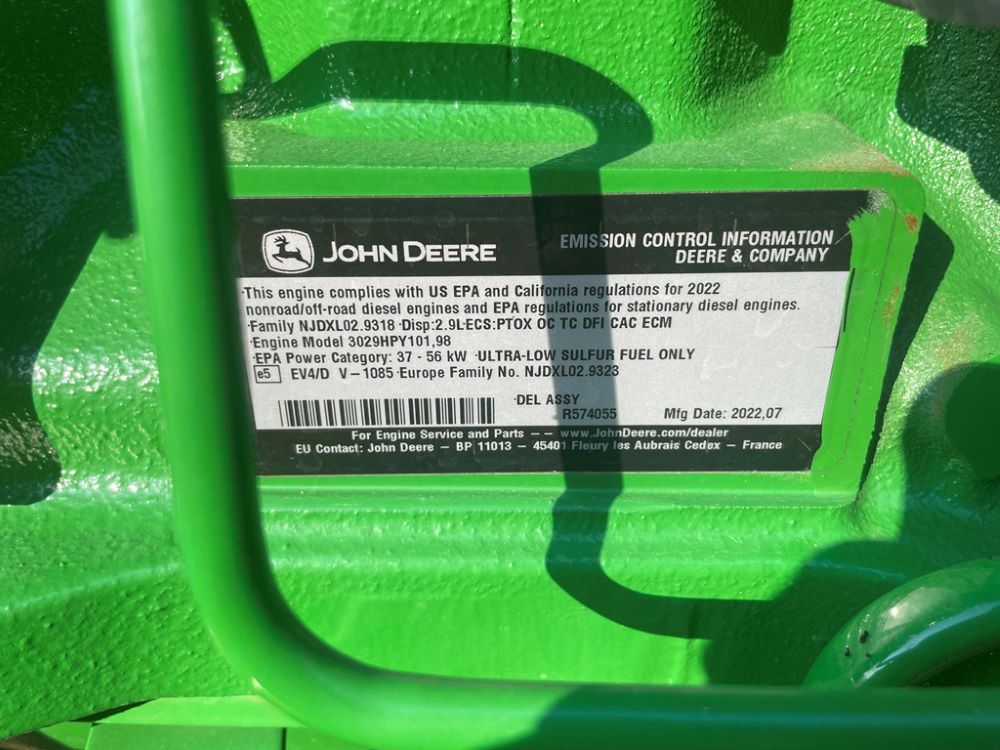 JOHN DEERE
EMISSION CONTROL INFORMATION
DEERE & COMPANY
This engine complies with US EPA and California regulations for 2022
nonroad/off-road diesel engines and EPA regulations for stationary diesel engines.
Family NJDXL02.9318 Disp:2.9L ECS:PTOX OC TC DFI CAC ECM
Engine Model 3029HPY101,98
EPA Power Category: 37 - 56 kW ULTRA-LOW SULFUR FUEL ONLY
e5 EV4/D V-1085 Europe Family No. NJDXL02.9323
DEL ASSY
R574055 Mfg Date: 2022,07
For Engine Service and Parts -- www.JohnDeere.com/dealer
EU Contact: John Deere - BP 11013 - 45401 Fleury les Aubrais Cedex - France